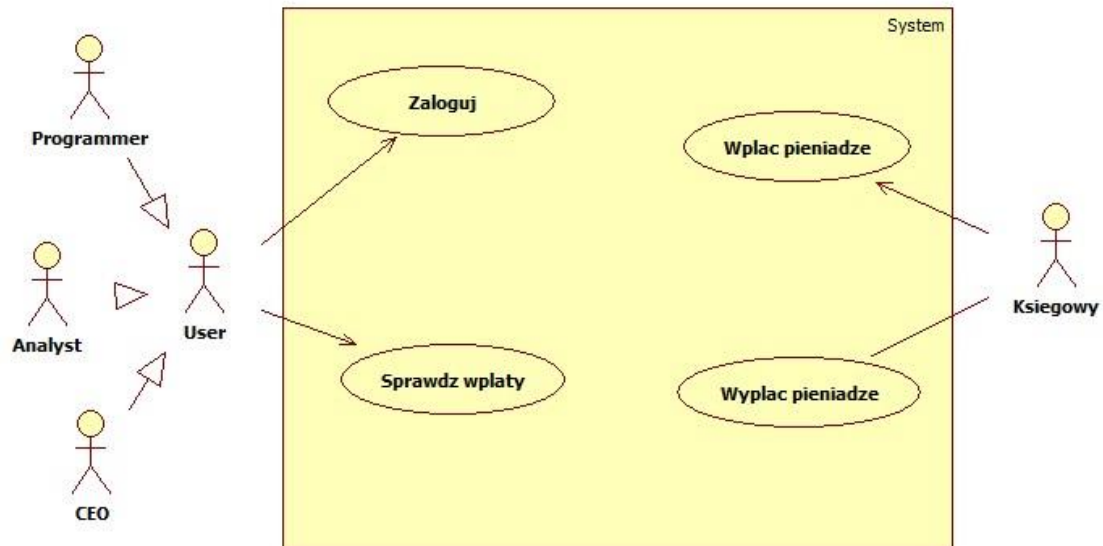 System
Zaloguj
Programmer
Wplac pieniadze
User
Ksiegowy
Analyst
Sprawdz wplaty
Wyplac pieniadze
CEO